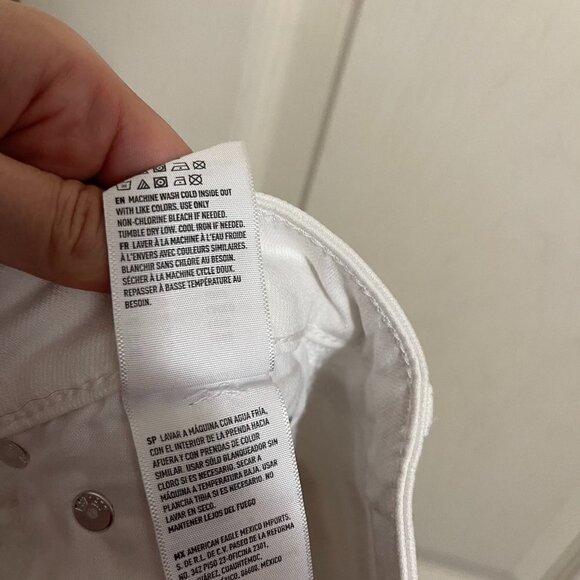 EN MACHINE WASH COLD INSIDE OUT
WITH LIKE COLORS. USE ONLY
NON-CHLORINE BLEACH IF NEEDED.
TUMBLE DRY LOW. COOL IRON IF NEEDED.
FR LAVER À LA MACHINE À L'EAU FROIDE
À L'ENVERS AVEC COULEURS SIMILAIRES.
BLANCHIR SANS CHLORE AU BESOIN.
SÉCHER À LA MACHINE CYCLE DOUX.
REPASSER À BASSE TEMPÉRATURE AU
BESOIN.
SP LAVAR A MÁQUINA CON AGUA FRÍA,
CON EL INTERIOR DE LA PRENDA HACIA
AFUERA Y CON PRENDAS DE COLOR
SIMILAR. USAR SÓLO BLANQUEADOR SIN
CLORO SI ES NECESARIO. SECAR A
MÁQUINA A TEMPERATURA BAJA. USAR
PLANCHA TIBIA SI ES NECESARIO. NO
LAVAR EN SECO.
MANTENER LEJOS DEL FUEGO
MX AMERICAN EAGLE MEXICO IMPORTS,
S. DE R.L. DE C.V. PASEO DE LA REFORMA
NO. 342 PISO 23-OFICINA 2301,
JUÁREZ, CUAUHTÉMOC,
MÉXICO 06600. MÉXICO